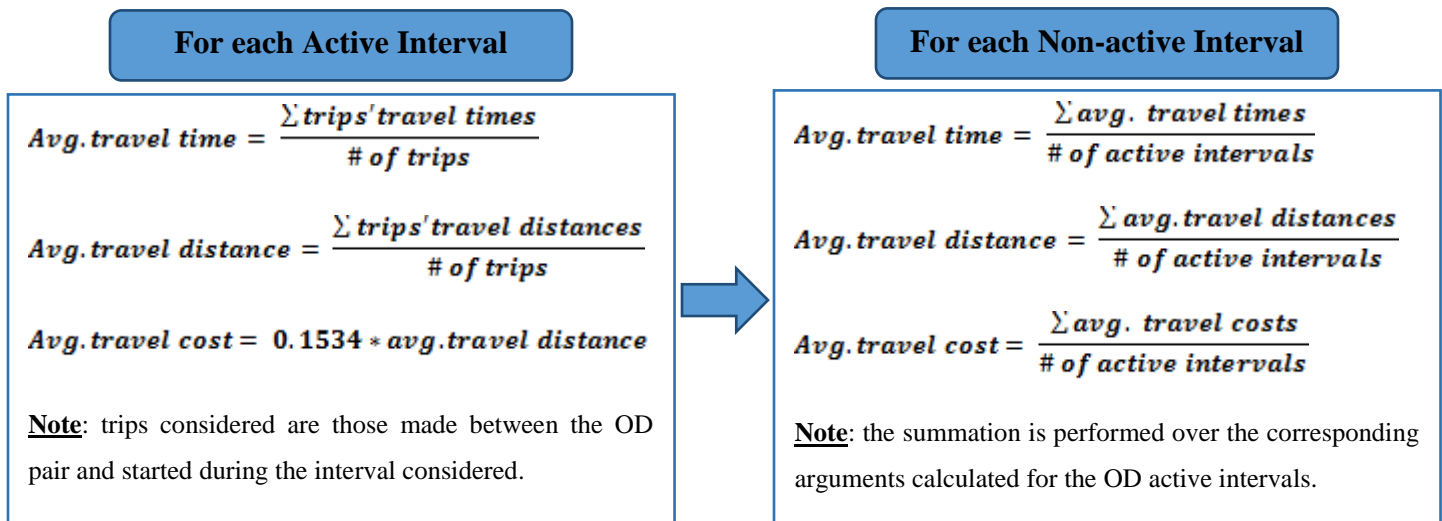 For each Active Interval
Avg. travel time = ∑ trips' travel times / # of trips
Avg. travel distance = ∑ trips' travel distances / # of trips
Avg. travel cost = 0.1534 * avg. travel distance
Note: trips considered are those made between the OD
pair and started during the interval considered.
For each Non-active Interval
Avg. travel time = ∑ avg. travel times / # of active intervals
Avg. travel distance = ∑ avg. travel distances / # of active intervals
Avg. travel cost = ∑ avg. travel costs / # of active intervals
Note: the summation is performed over the corresponding
arguments calculated for the OD active intervals.